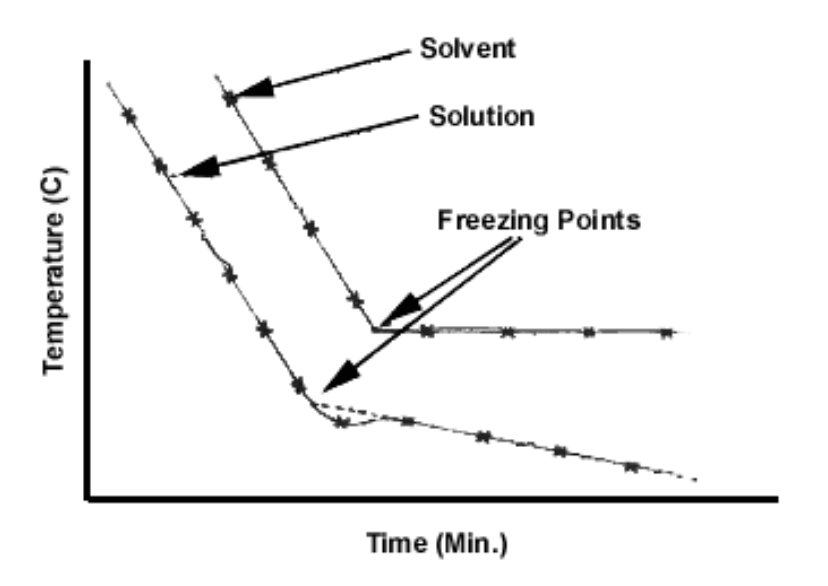 Solvent
Solution
Freezing Points
Temperature (C)
Time (Min.)